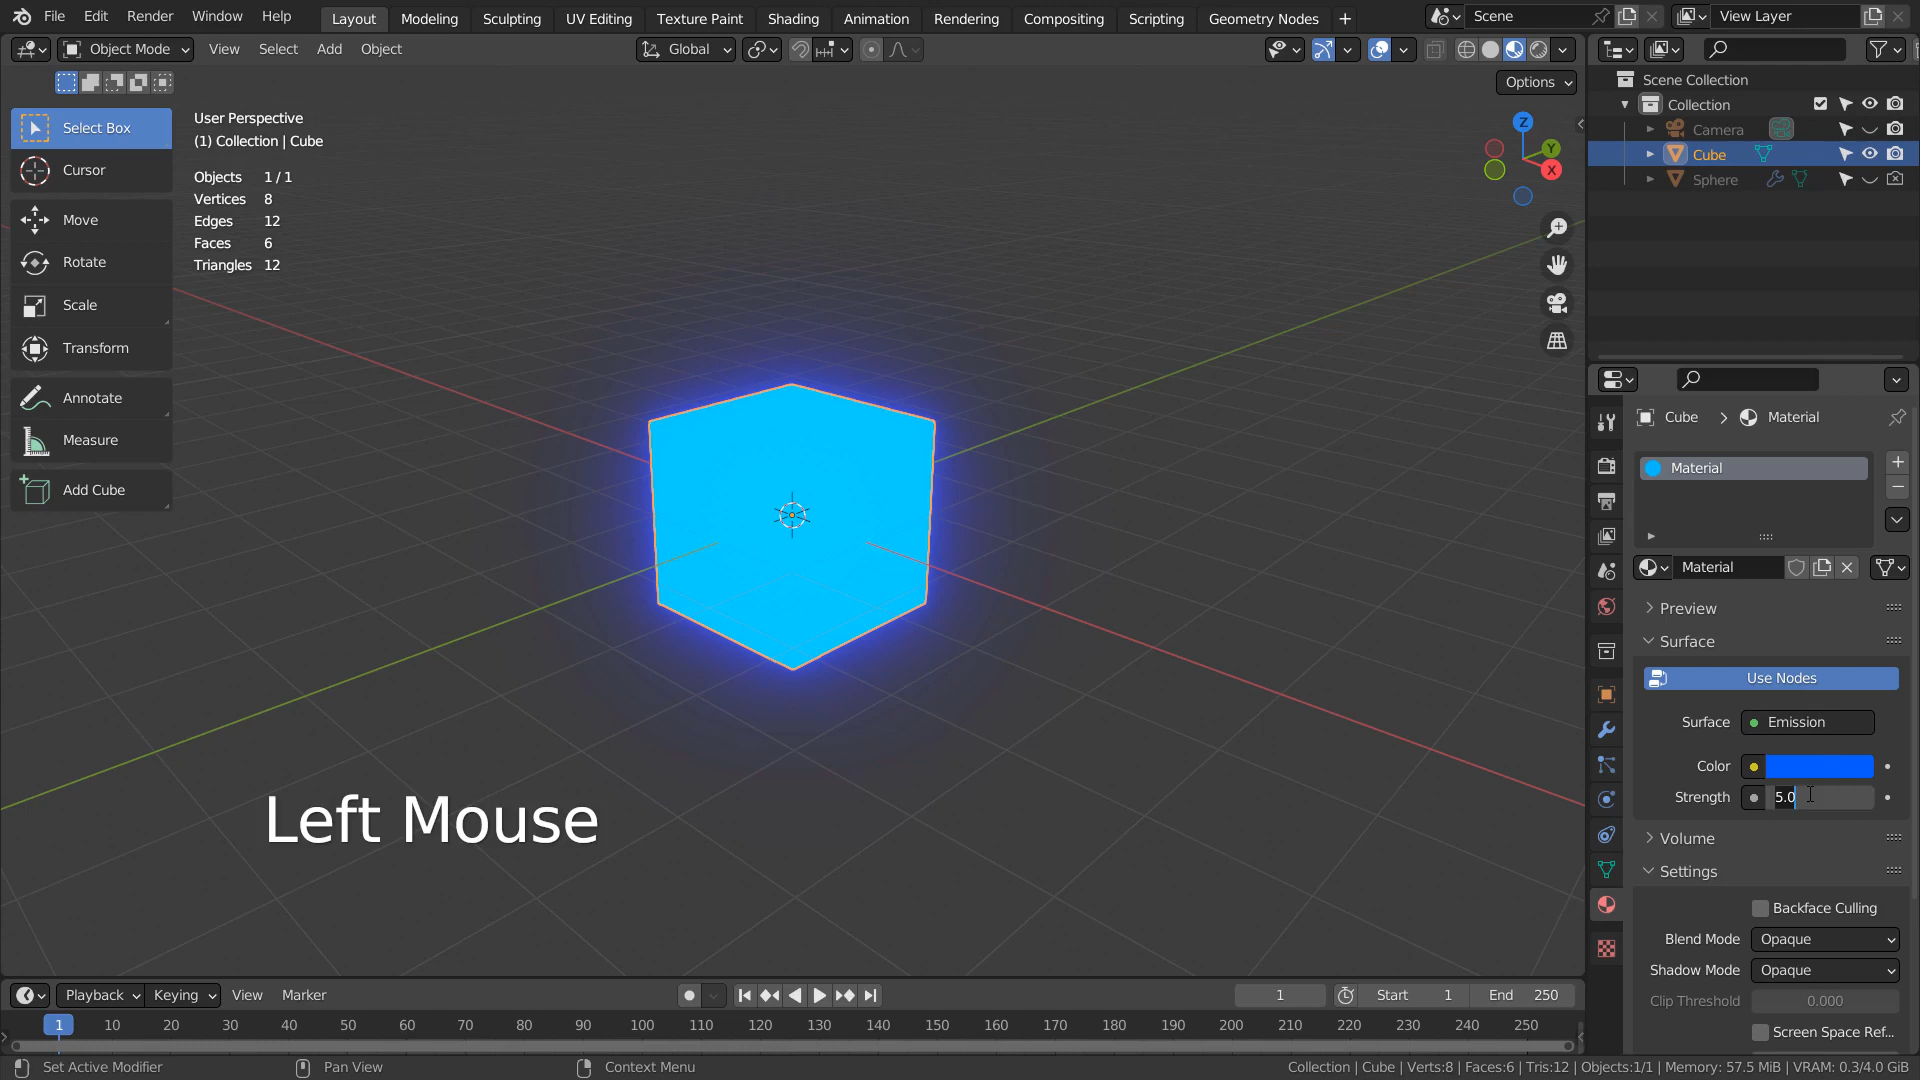 File Edit Render Window Help Layout Modeling Sculpting UV Editing Texture Paint Shading Animation Rendering Compositing Scripting Geometry Nodes + Scene View Layer
Object Mode View Select Add Object Global
Options
Select Box
Cursor
Move
Rotate
Scale
Transform
Annotate
Measure
Add Cube
User Perspective
(1) Collection | Cube
Objects 1 / 1
Vertices 8
Edges 12
Faces 6
Triangles 12
Z
Y
X
Left Mouse
Scene Collection
Collection
Camera
Cube
Sphere
Cube > Material
Material
Material
Preview
Surface
Use Nodes
Surface Emission
Color
Strength 5.0
Volume
Settings
Backface Culling
Blend Mode Opaque
Shadow Mode Opaque
Clip Threshold 0.000
Screen Space Ref...
Playback Keying View Marker 1 Start 1 End 250
1 10 20 30 40 50 60 70 80 90 100 110 120 130 140 150 160 170 180 190 200 210 220 230 240 250
Set Active Modifier Pan View Context Menu Collection | Cube | Verts:8 | Faces:6 | Tris:12 | Objects:1/1 | Memory: 57.5 MiB | VRAM: 0.3/4.0 GiB